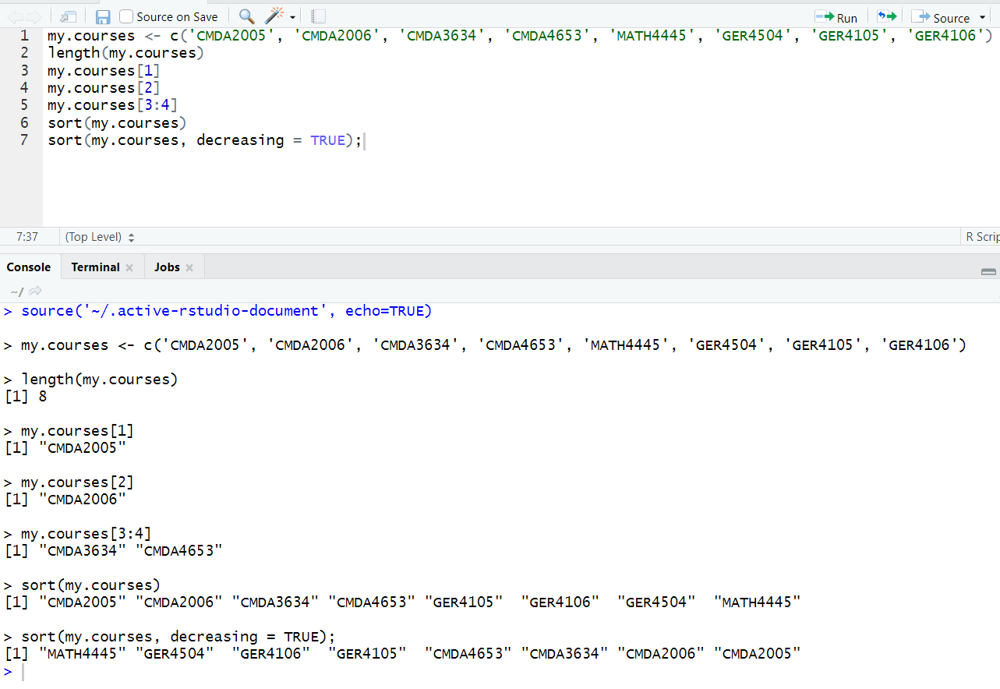 Source on Save Run Source
1 my.courses <- c('CMDA2005', 'CMDA2006', 'CMDA3634', 'CMDA4653', 'MATH4445', 'GER4504', 'GER4105', 'GER4106')
2 length(my.courses)
3 my.courses[1]
4 my.courses[2]
5 my.courses[3:4]
6 sort(my.courses)
7 sort(my.courses, decreasing = TRUE);
7:37 (Top Level) R Scrip
Console Terminal Jobs
~/
> source('~/.active-rstudio-document', echo=TRUE)
> my.courses <- c('CMDA2005', 'CMDA2006', 'CMDA3634', 'CMDA4653', 'MATH4445', 'GER4504', 'GER4105', 'GER4106')
> length(my.courses)
[1] 8
> my.courses[1]
[1] "CMDA2005"
> my.courses[2]
[1] "CMDA2006"
> my.courses[3:4]
[1] "CMDA3634" "CMDA4653"
> sort(my.courses)
[1] "CMDA2005" "CMDA2006" "CMDA3634" "CMDA4653" "GER4105"  "GER4106"  "GER4504"  "MATH4445"
> sort(my.courses, decreasing = TRUE);
[1] "MATH4445" "GER4504"  "GER4106"  "GER4105"  "CMDA4653" "CMDA3634" "CMDA2006" "CMDA2005"
>